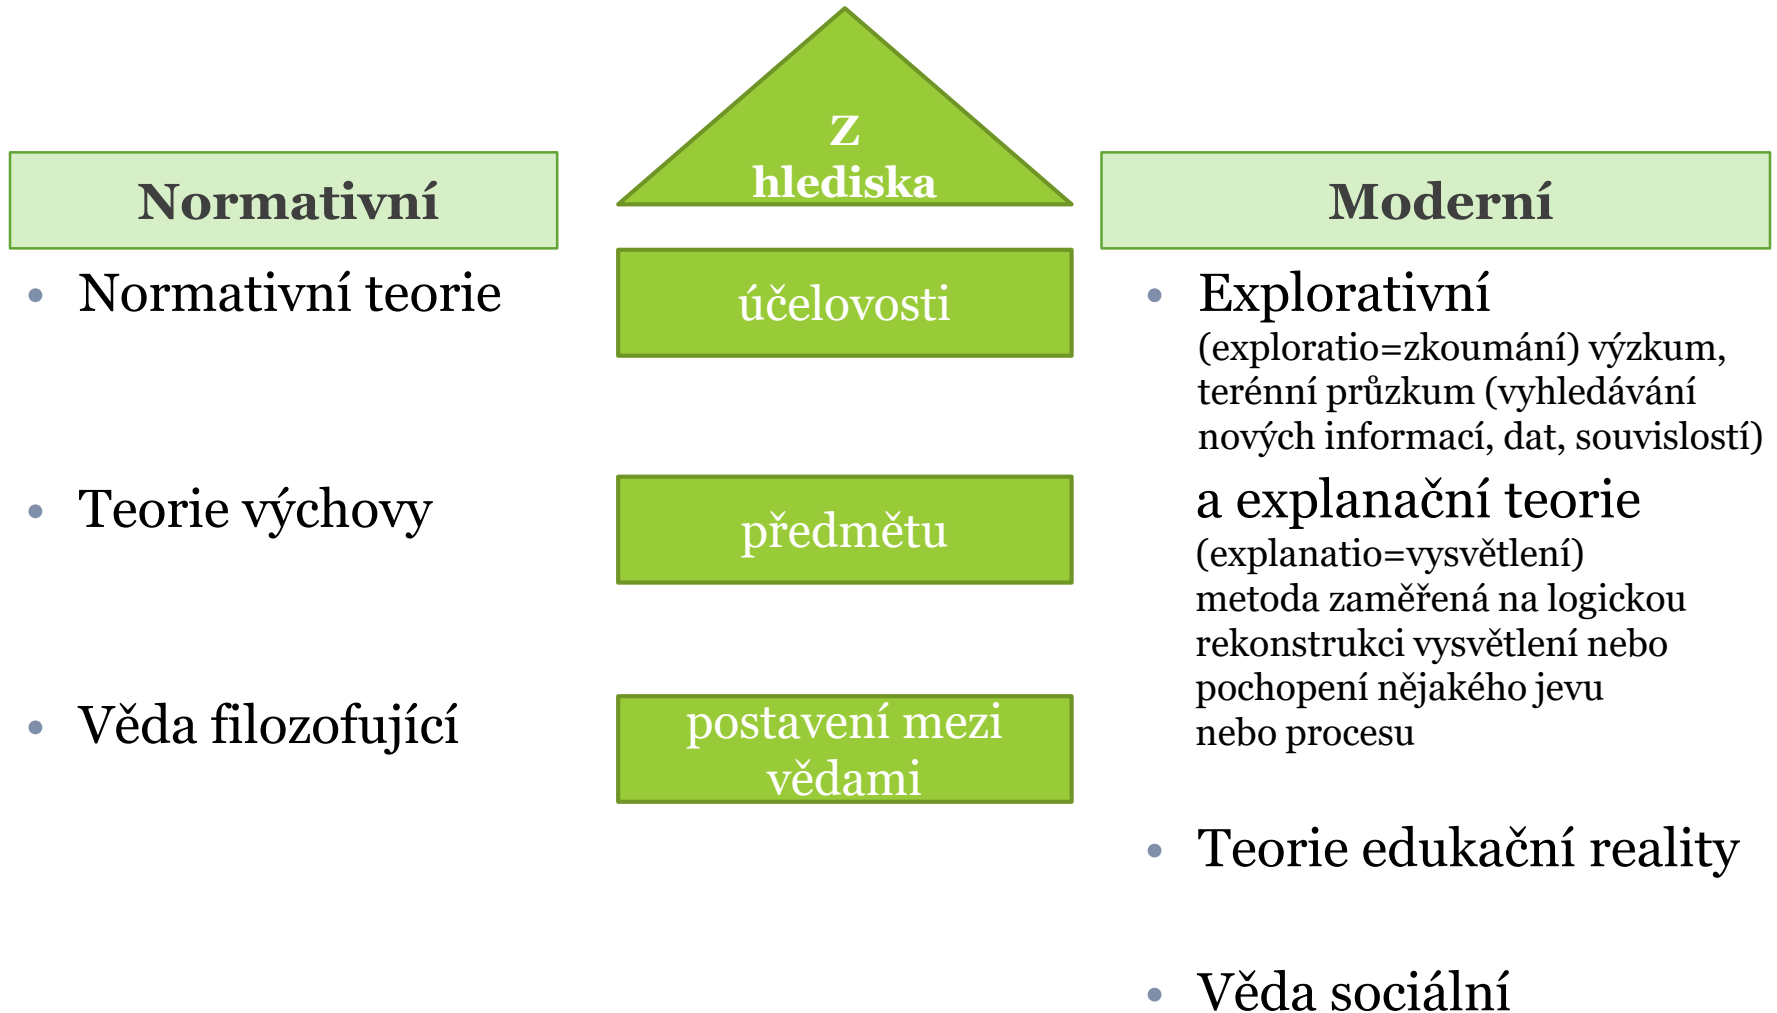 Z
hlediska
Normativní
Moderní
• Normativní teorie
účelovosti
• Explorativní
(exploratio=zkoumání) výzkum,
terénní průzkum (vyhledávání
nových informací, dat, souvislostí)
• Teorie výchovy
předmětu
a explanační teorie
(explanatio=vysvětlení)
metoda zaměřená na logickou
rekonstrukci vysvětlení nebo
pochopení nějakého jevu
nebo procesu
• Věda filozofující
postavení mezi
vědami
• Teorie edukační reality
• Věda sociální